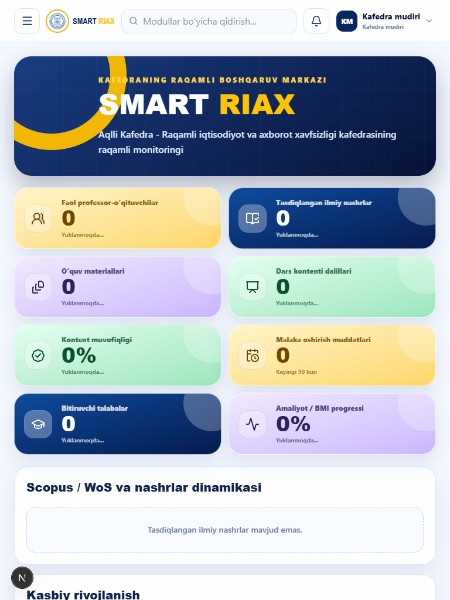 SMART RIAX
Modullar bo'yicha qidirish...
KM
Kafedra mudiri
Kafedra mudiri
KAFEDRANING RAQAMLI BOSHQARUV MARKAZI
SMART RIAX
Aqlli Kafedra - Raqamli iqtisodiyot va axborot xavfsizligi kafedrasining
raqamli monitoringi
Faol professor-o'qituvchilar
0
Yuklanmoqda...
Tasdiqlangan ilmiy nashrlar
0
Yuklanmoqda...
O'quv materiallari
0
Yuklanmoqda...
Dars kontenti dalillari
0
Yuklanmoqda...
Kontent muvofiqligi
0%
Yuklanmoqda...
Malaka oshirish muddatlari
0
Keyingi 90 kun
Bitiruvchi talabalar
0
Yuklanmoqda...
Amaliyot / BMI progressi
0%
Yuklanmoqda...
Scopus / WoS va nashrlar dinamikasi
Tasdiqlangan ilmiy nashrlar mavjud emas.
N
Kasbiy rivojlanish